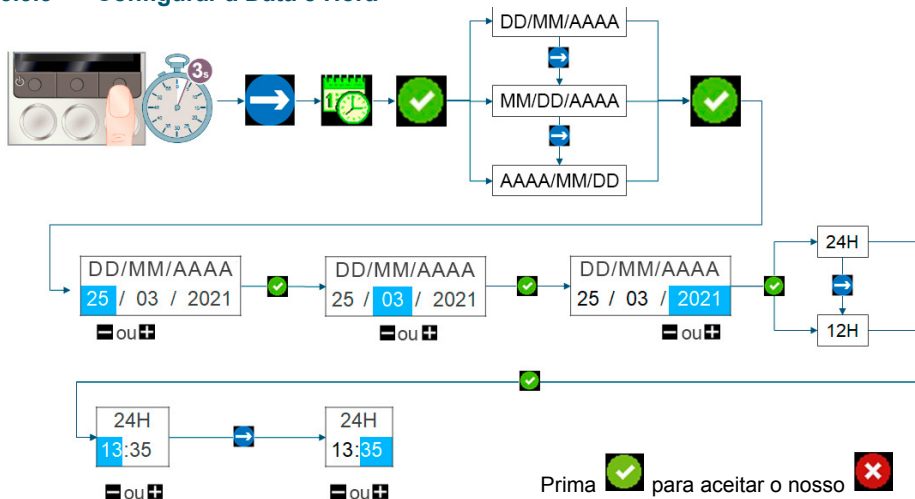 Configurar a Data e Hora
3s
DD/MM/AAAA
MM/DD/AAAA
AAAA/MM/DD
DD/MM/AAAA
25 / 03 / 2021
ou
DD/MM/AAAA
25 / 03 / 2021
ou
DD/MM/AAAA
25 / 03 / 2021
ou
24H
12H
24H
13:35
ou
24H
13:35
ou
Prima para aceitar o nosso